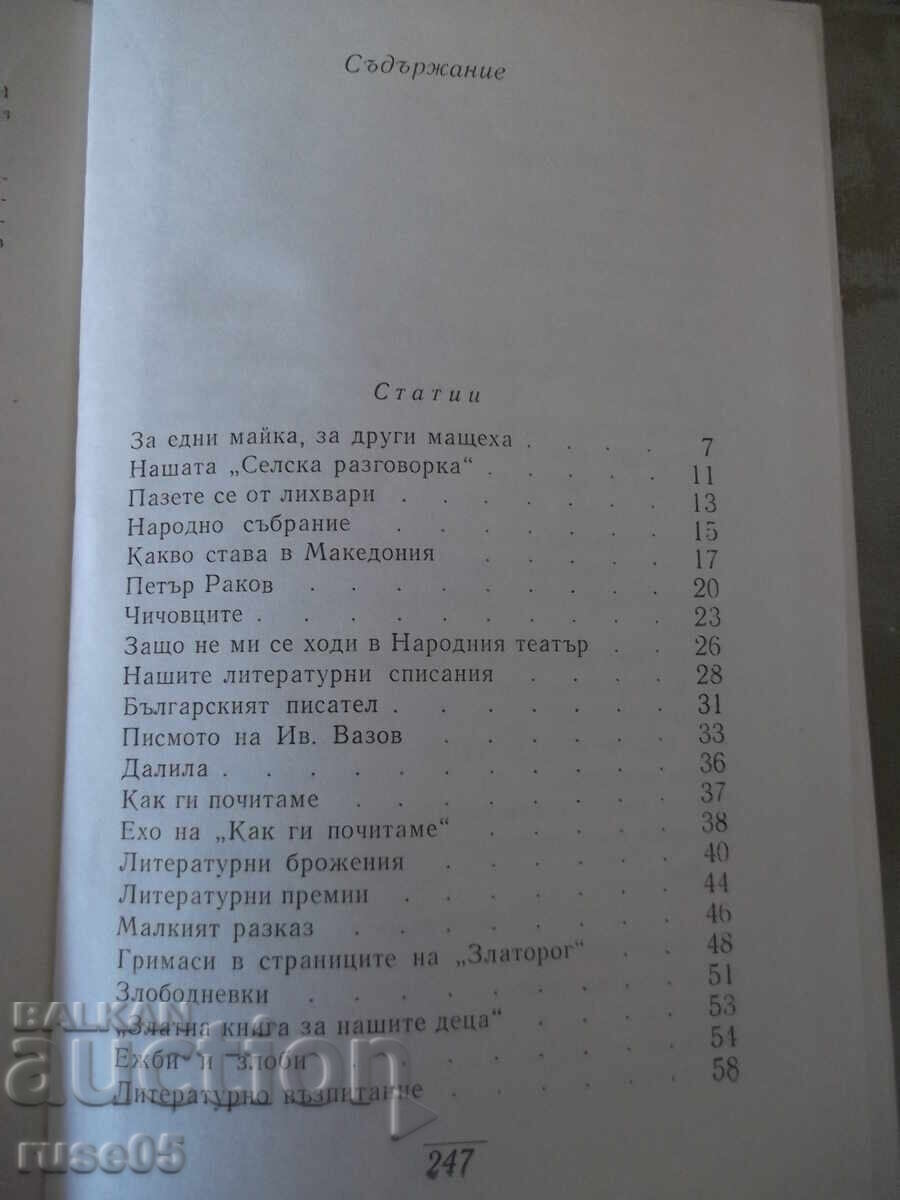 Съдържание
Статии
За едни майка, за други мащеха . . . . 7
Нашата „Селска разговорка“ . . . . . . 11
Пазете се от лихвари . . . . . . . 13
Народно събрание . . . . . . . 15
Какво става в Македония . . . . . 17
Петър Раков . . . . . . . . . 20
Чичовците . . . . . . . . . . 23
Защо не ми се ходи в Народния театър . . 26
Нашите литературни списания . . . . 28
Българският писател . . . . . . . 31
Писмото на Ив. Вазов . . . . . . 33
Далила . . . . . . . . . . 36
Как ги почитаме . . . . . . . 37
Ехо на „Как ги почитаме“ . . . . . 38
Литературни брожения . . . . . . 40
Литературни премии . . . . . . 44
Малкият разказ . . . . . . . 46
Гримаси в страниците на „Златорог“ . . 48
Злободневки . . . . . . . . 51
„Златна книга за нашите деца“ . . . . 53
Ежби и злоби . . . . . . . 54
Литературно възпитание . . . . . 58
247
BALKAN
auction
ruse05